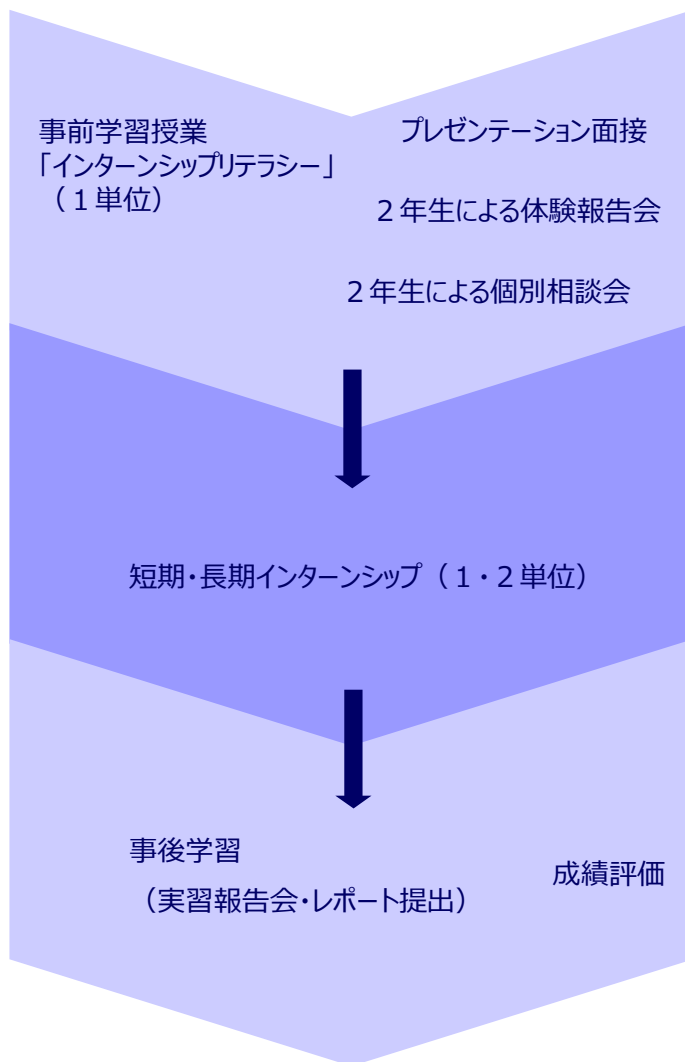 事前学習授業
「インターンシップリテラシー」
（１単位）
プレゼンテーション面接
２年生による体験報告会
２年生による個別相談会
短期・長期インターンシップ（１・２単位）
事後学習
（実習報告会・レポート提出）
成績評価